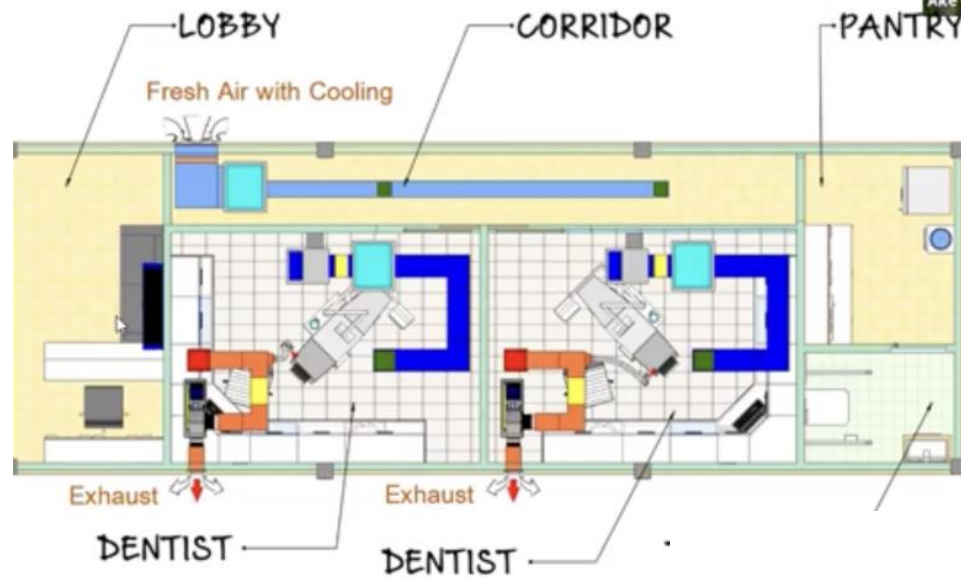 LOBBY
CORRIDOR
PANTRY
Fresh Air with Cooling
Exhaust
Exhaust
DENTIST
DENTIST